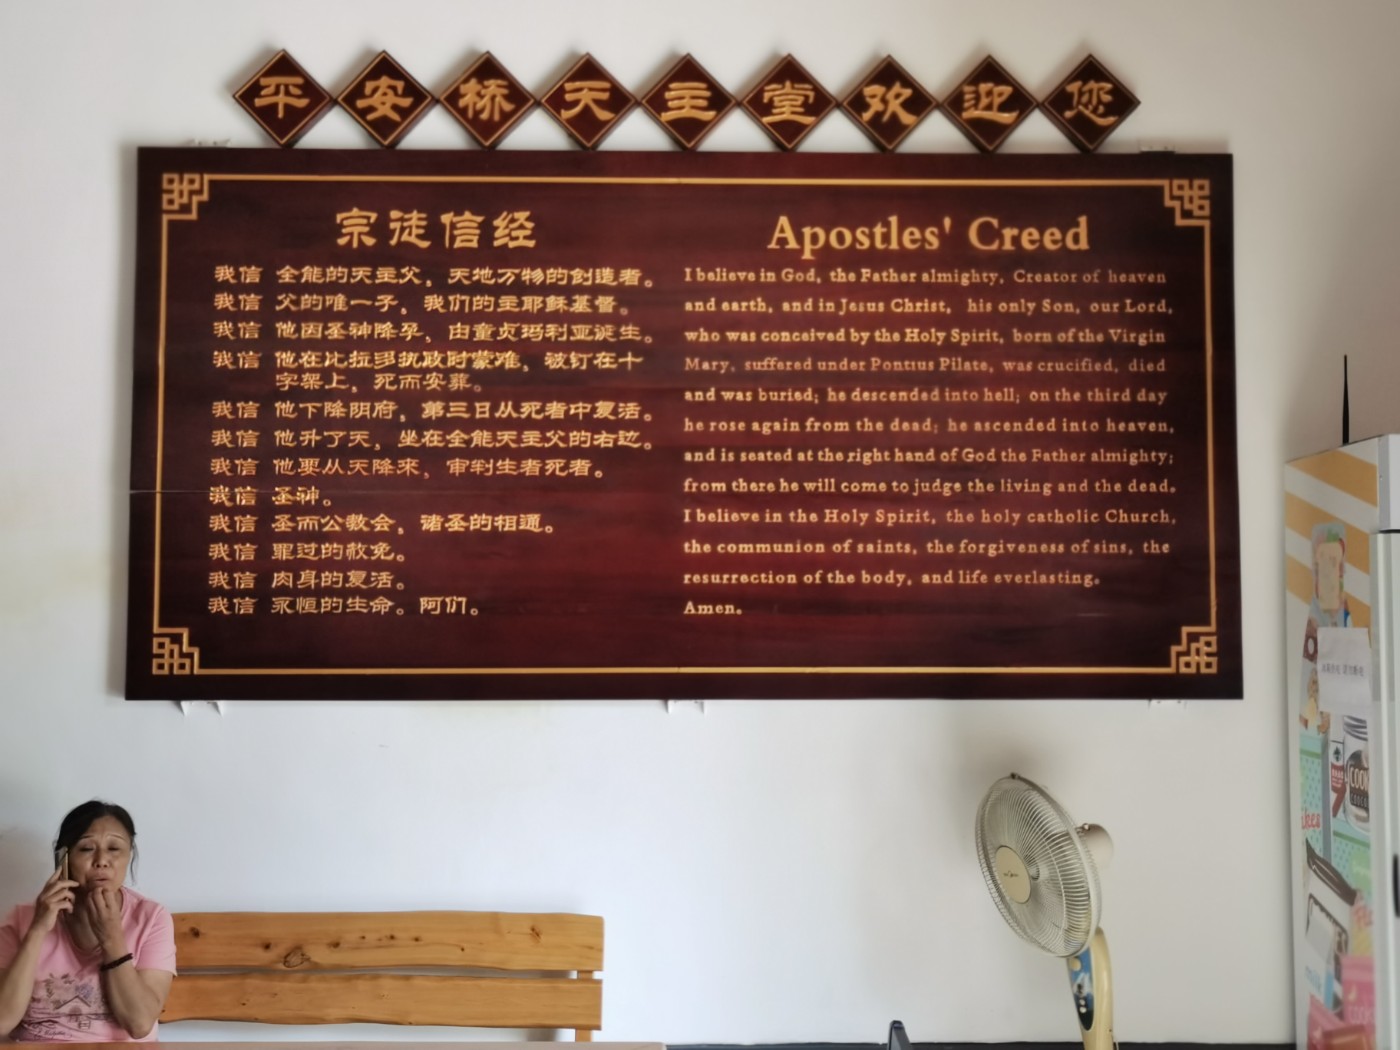 平安桥天主堂欢迎您
宗徒信经
我信 全能的天主父，天地万物的创造者。
我信 父的唯一子，我们的主耶稣基督。
我信 他因圣神降孕，由童贞玛利亚诞生。
我信 他在比拉多执政时蒙难，被钉在十
字架上，死而安葬。
我信 他下降阴府，第三日从死者中复活。
我信 他升了天，坐在全能天主父的右边。
我信 他要从天降来，审判生者死者。
我信 圣神。
我信 圣而公教会，诸圣的相通。
我信 罪过的赦免。
我信 肉身的复活。
我信 永恒的生命。阿们。
Apostles' Creed
I believe in God, the Father almighty, Creator of heaven
and earth, and in Jesus Christ, his only Son, our Lord,
who was conceived by the Holy Spirit, born of the Virgin
Mary, suffered under Pontius Pilate, was crucified, died
and was buried; he descended into hell; on the third day
he rose again from the dead; he ascended into heaven,
and is seated at the right hand of God the Father almighty;
from there he will come to judge the living and the dead.
I believe in the Holy Spirit, the holy catholic Church,
the communion of saints, the forgiveness of sins, the
resurrection of the body, and life everlasting.
Amen.
COOK